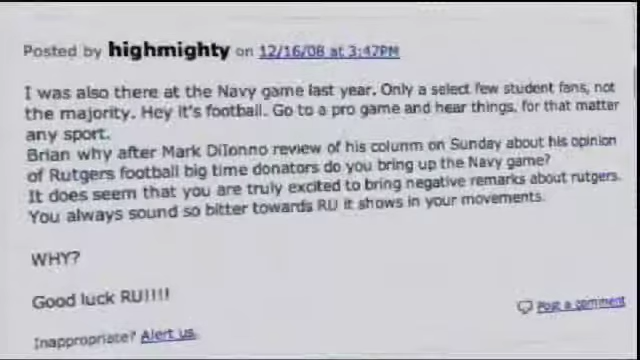 Posted by highmighty on 12/16/08 at 3:47PM
I was also there at the Navy game last year. Only a select few student fans, not
the majority. Hey it's football. Go to a pro game and hear things, for that matter
any sport.
Brian why after Mark DiIonno review of his colunm on Sunday about his opinion
of Rutgers football big time donators do you bring up the Navy game?
It does seem that you are truly excited to bring negative remarks about rutgers.
You always sound so bitter towards RU it shows in your movements.
WHY?
Good luck RU!!!!
Post a comment
Inappropriate? Alert us.